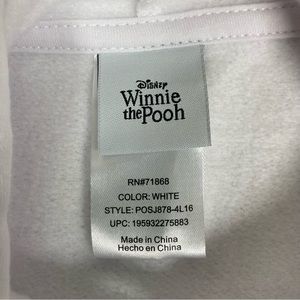 Disney
Winnie
the Pooh
RN#71868
COLOR: WHITE
STYLE: POSJ878-4L16
UPC: 195932275883
Made in China
Hecho en China